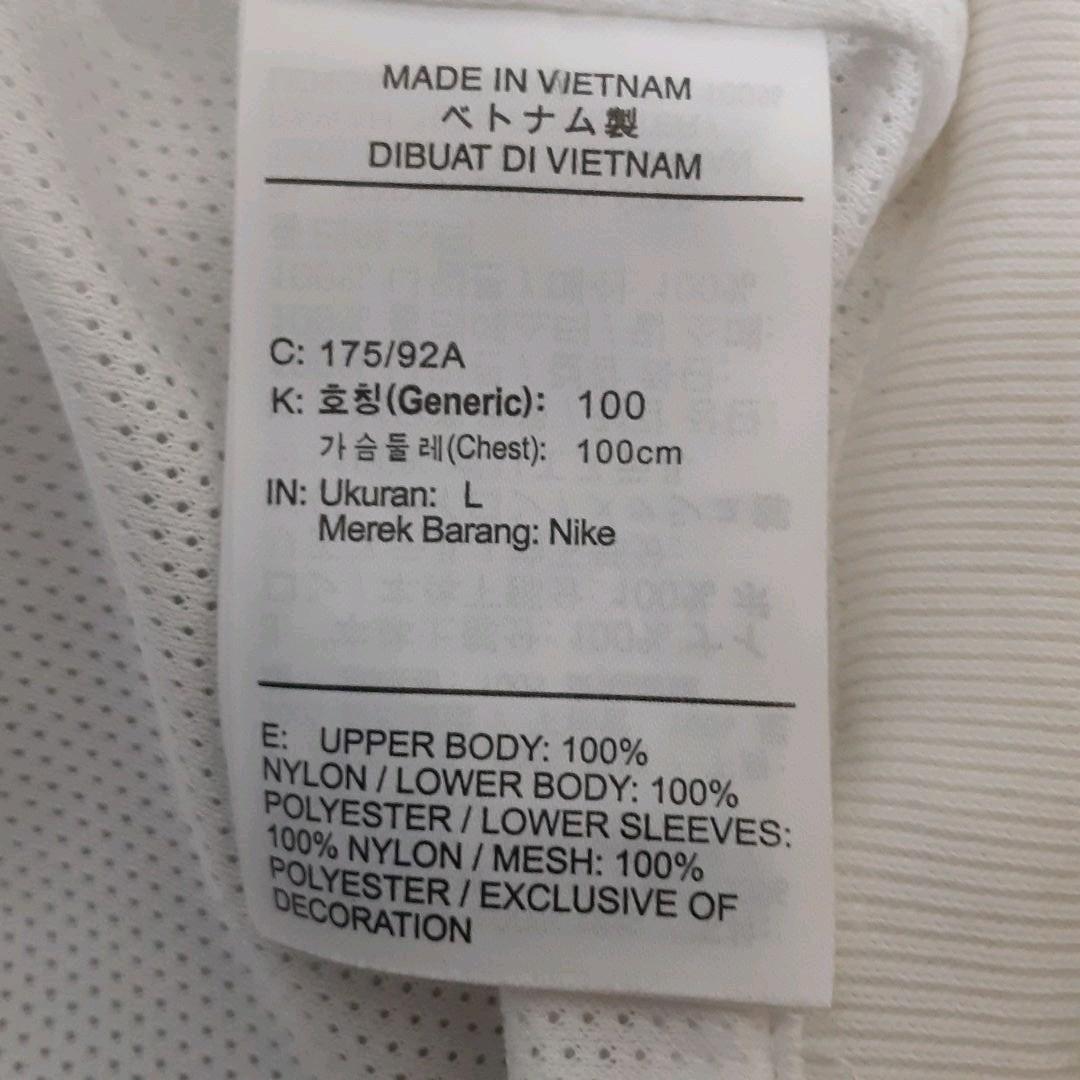 MADE IN VIETNAM
ベトナム製
DIBUAT DI VIETNAM
C: 175/92A
K: 호칭(Generic): 100
가슴둘레(Chest): 100cm
IN: Ukuran: L
Merek Barang: Nike
E: UPPER BODY: 100%
NYLON / LOWER BODY: 100%
POLYESTER / LOWER SLEEVES:
100% NYLON / MESH: 100%
POLYESTER / EXCLUSIVE OF
DECORATION